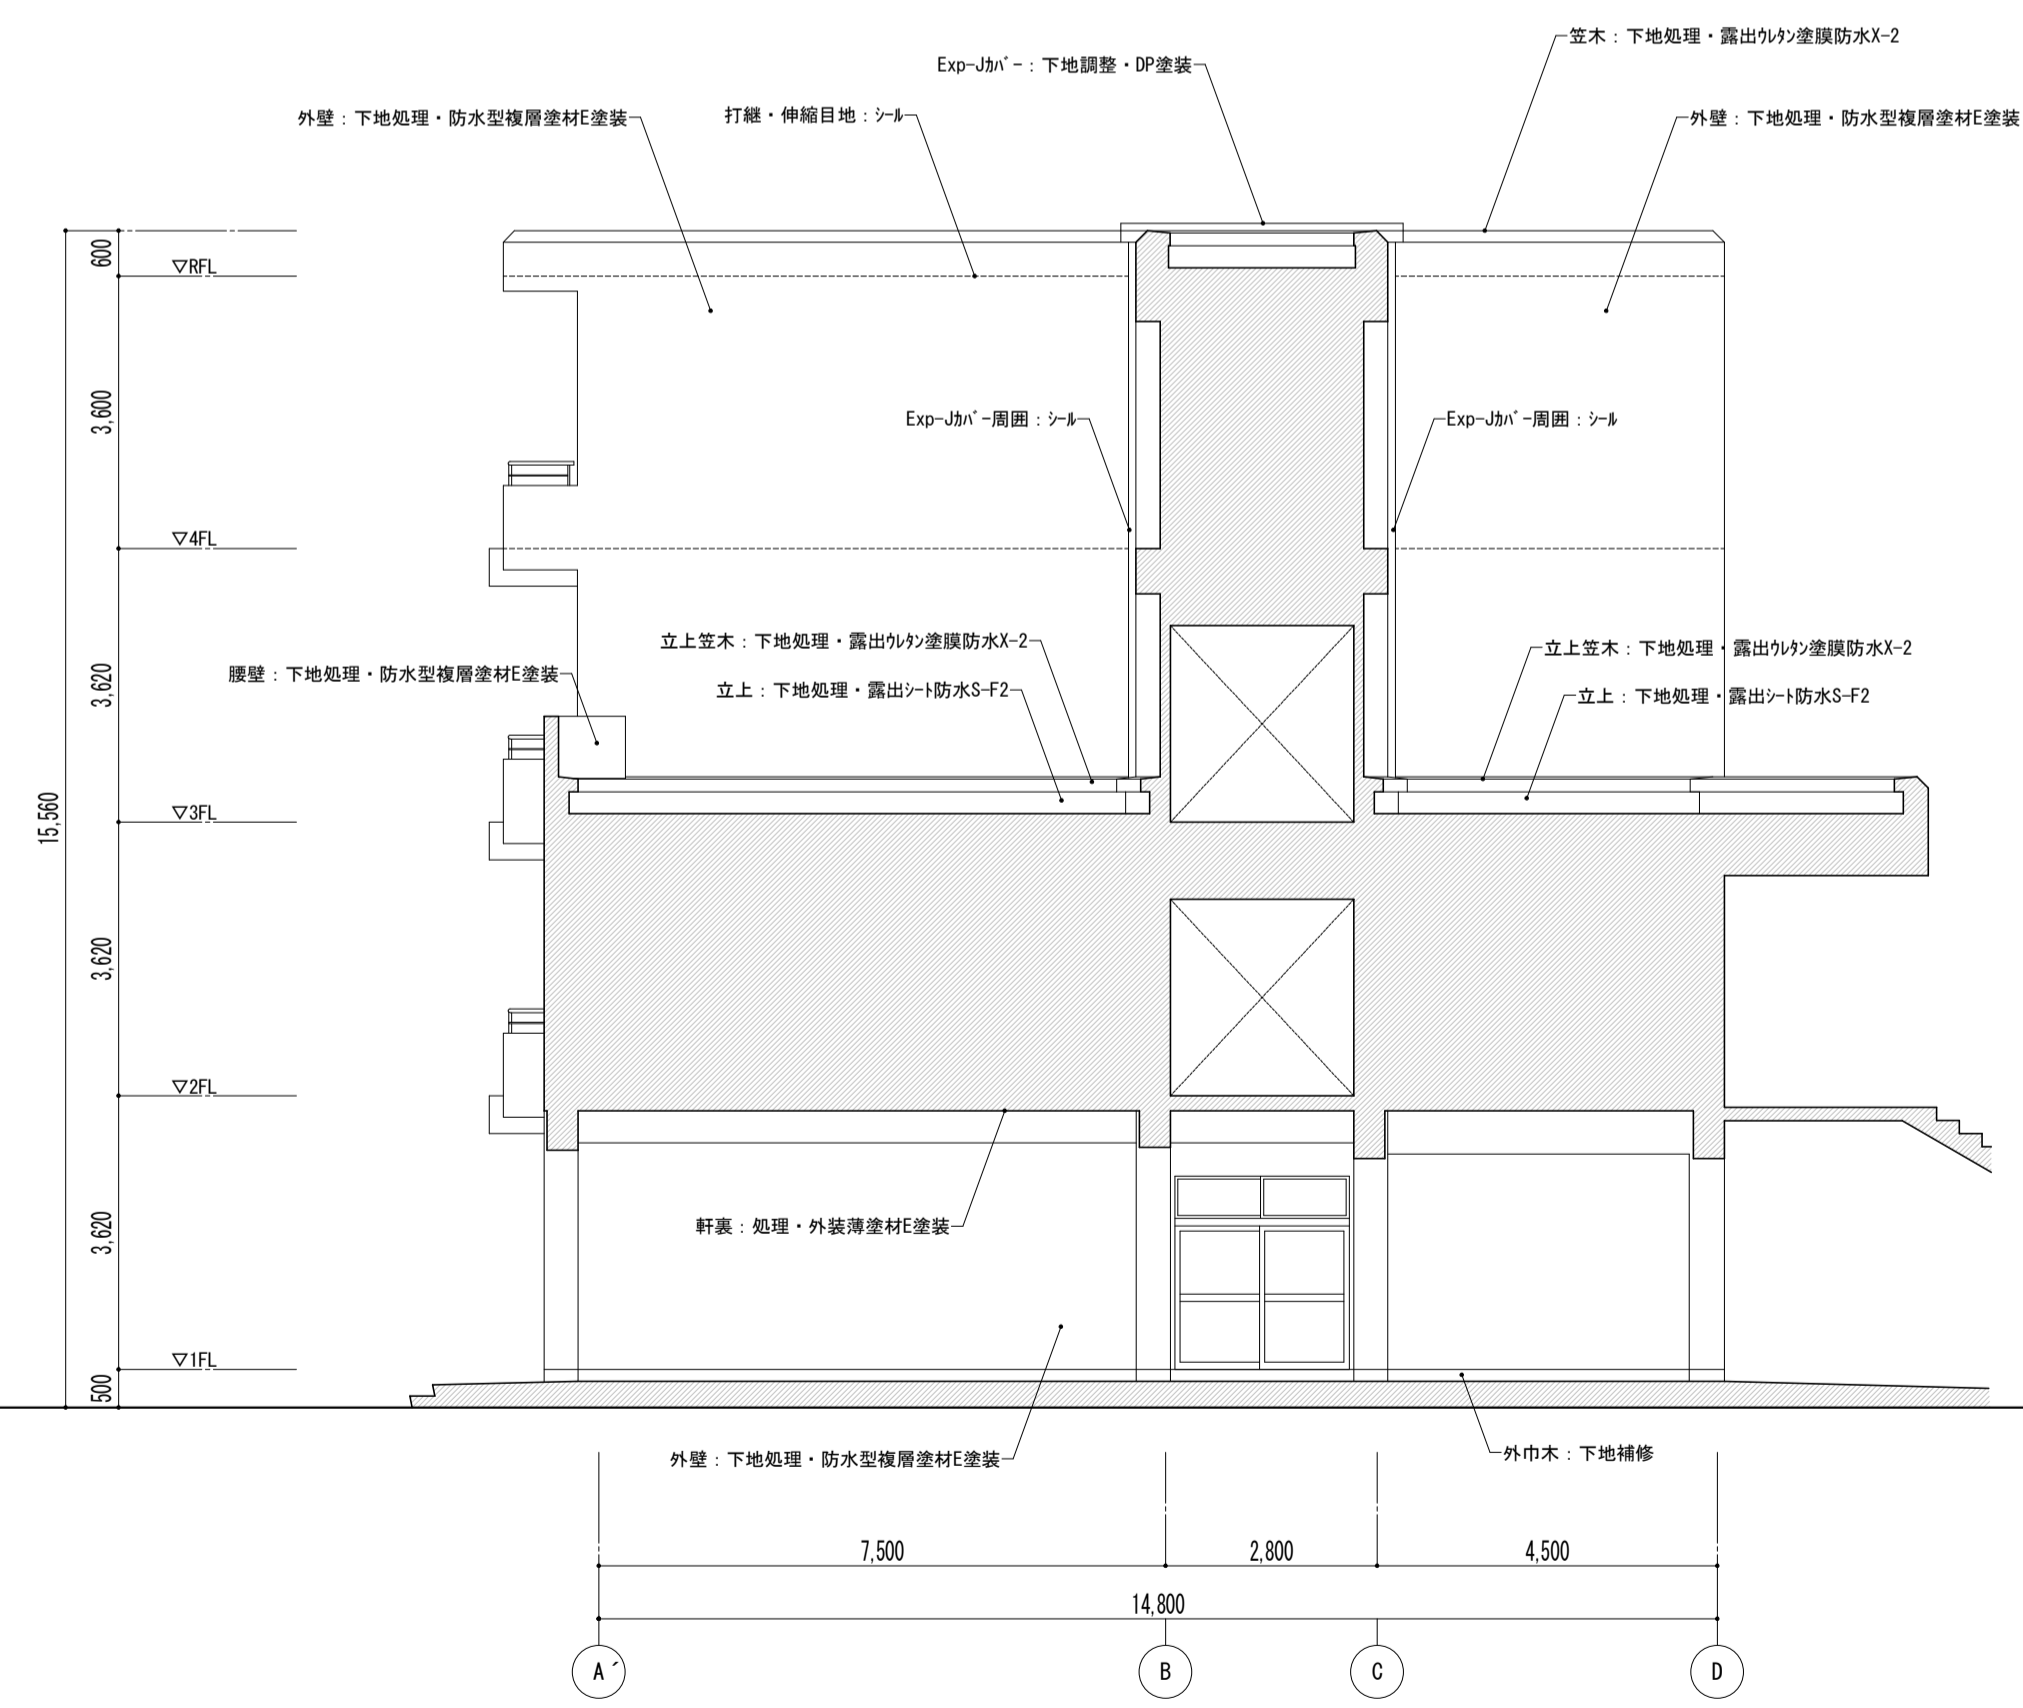 笠木：下地処理・露出ｳﾚﾀﾝ塗膜防水X-2
Exp-Jｶﾊﾞｰ：下地調整・DP塗装
外壁：下地処理・防水型複層塗材E塗装
打継・伸縮目地：ｼｰﾙ
外壁：下地処理・防水型複層塗材E塗装
600
▽RFL
3,600
Exp-Jｶﾊﾞｰ周囲：ｼｰﾙ
Exp-Jｶﾊﾞｰ周囲：ｼｰﾙ
▽4FL
立上笠木：下地処理・露出ｳﾚﾀﾝ塗膜防水X-2
立上笠木：下地処理・露出ｳﾚﾀﾝ塗膜防水X-2
腰壁：下地処理・防水型複層塗材E塗装
3,620
立上：下地処理・露出ｼｰﾄ防水S-F2
立上：下地処理・露出ｼｰﾄ防水S-F2
15,560
▽3FL
3,620
▽2FL
3,620
軒裏：処理・外装薄塗材E塗装
▽1FL
500
外壁：下地処理・防水型複層塗材E塗装
外巾木：下地補修
7,500
2,800
4,500
14,800
A´
B
C
D